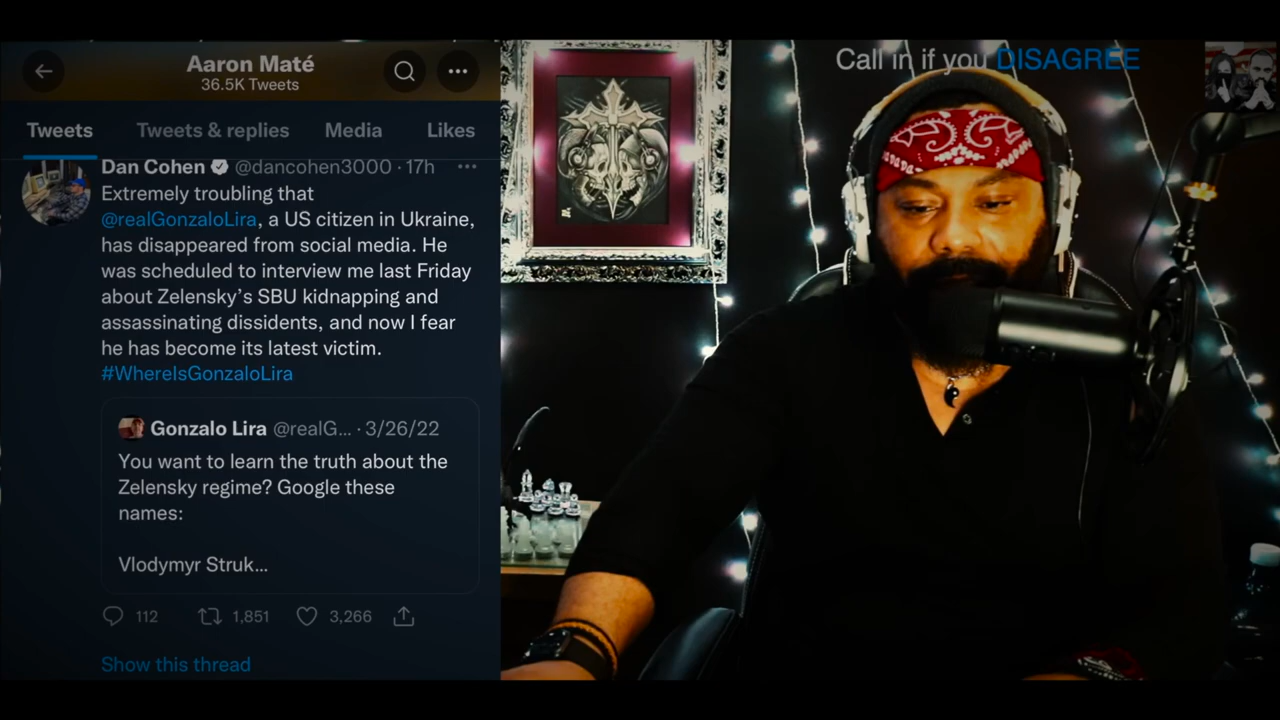 Aaron Maté
36.5K Tweets
Tweets
Tweets & replies
Media
Likes
Dan Cohen @dancohen3000 · 17h
Extremely troubling that
@realGonzaloLira, a US citizen in Ukraine,
has disappeared from social media. He
was scheduled to interview me last Friday
about Zelensky's SBU kidnapping and
assassinating dissidents, and now I fear
he has become its latest victim.
#WhereIsGonzaloLira
Gonzalo Lira @realG... · 3/26/22
You want to learn the truth about the
Zelensky regime? Google these
names:
Vlodymyr Struk...
112
1,851
3,266
Show this thread
Call in if you DISAGREE